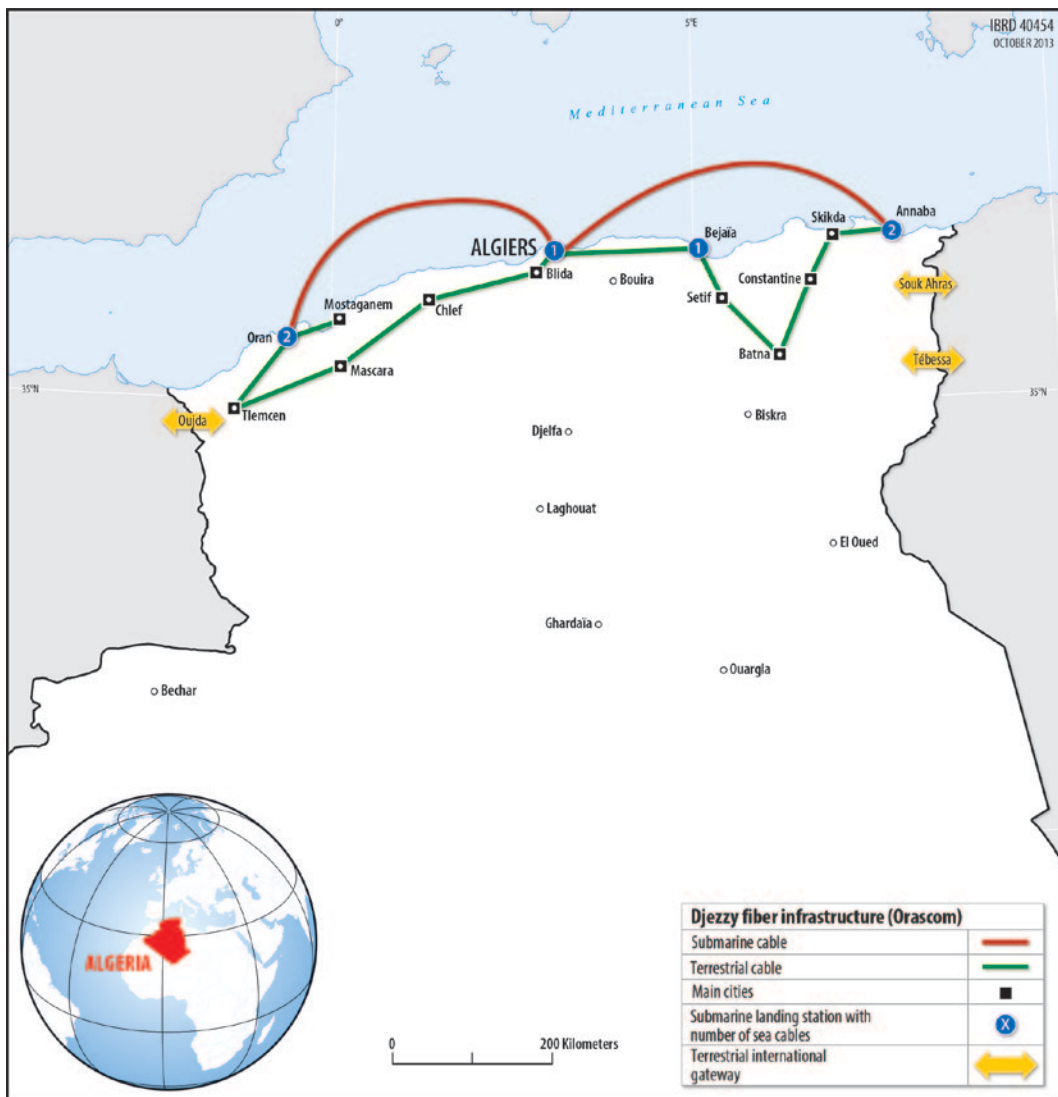 0°
5°E
IBRD 40454
OCTOBER 2013
Mediterranean Sea
Skikda
Annaba
2
ALGIERS
1
Bejaïa
1
Blida
Bouira
Constantine
Souk Ahras
Setif
Mostaganem
Chlef
Oran
2
Batna
Tébessa
Mascara
35°N
35°N
Tlemcen
Oujda
Biskra
Djelfa
Laghouat
El Oued
Ghardaïa
Ouargla
Bechar
ALGERIA
0
200 Kilometers
Djezzy fiber infrastructure (Orascom)
Submarine cable
Terrestrial cable
Main cities
Submarine landing station with
number of sea cables
X
Terrestrial international
gateway